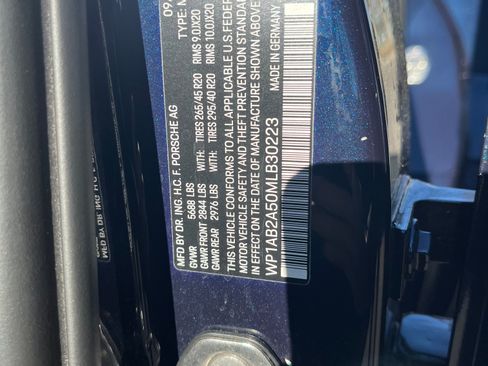 09
MFD BY DR. ING. H.C. F. PORSCHE AG
TYPE:
GVWR 5688 LBS
GAWR FRONT 2844 LBS WITH: TIRES 265/45 R20 RIMS 9.0JX20
GAWR REAR 2976 LBS WITH: TIRES 295/40 R20 RIMS 10.0JX20
THIS VEHICLE CONFORMS TO ALL APPLICABLE U.S. FEDER
MOTOR VEHICLE SAFETY AND THEFT PREVENTION STANDAR
IN EFFECT ON THE DATE OF MANUFACTURE SHOWN ABOVE
WP1AB2A50MLB30223 MADE IN GERMANY